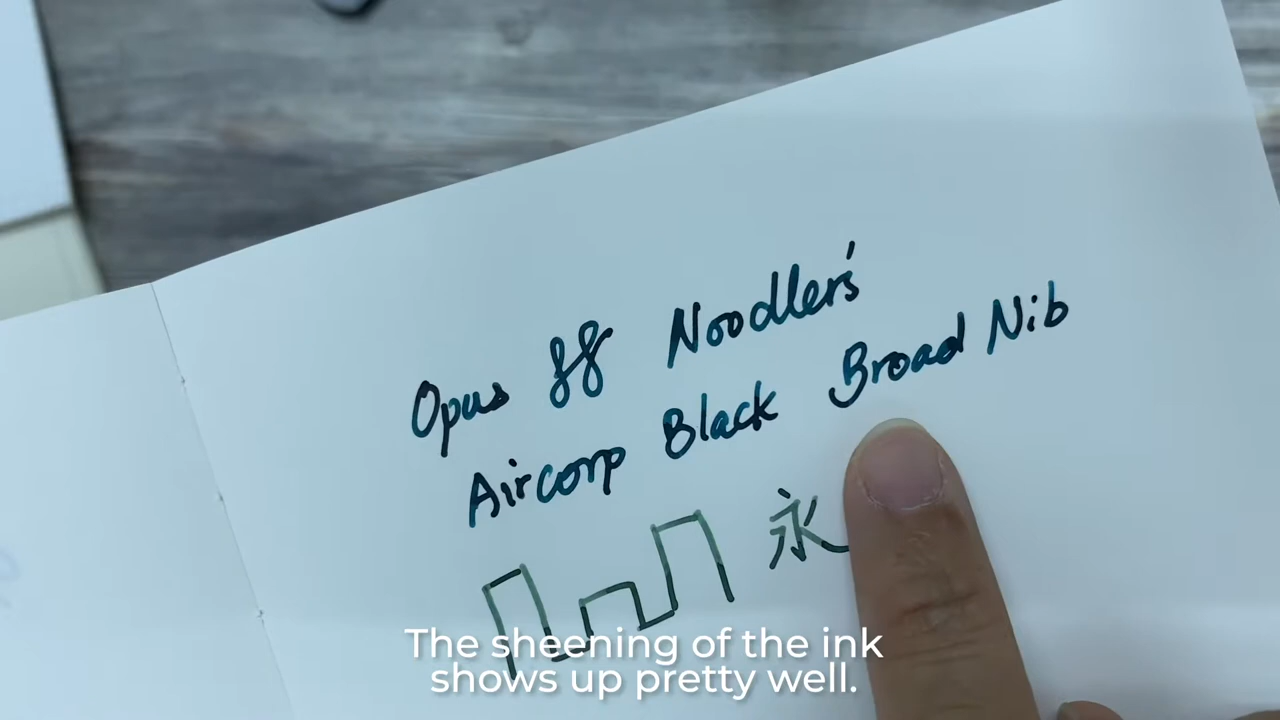 Opus 88 Noodler's
Aircorp Black Broad Nib
永
The sheening of the ink
shows up pretty well.